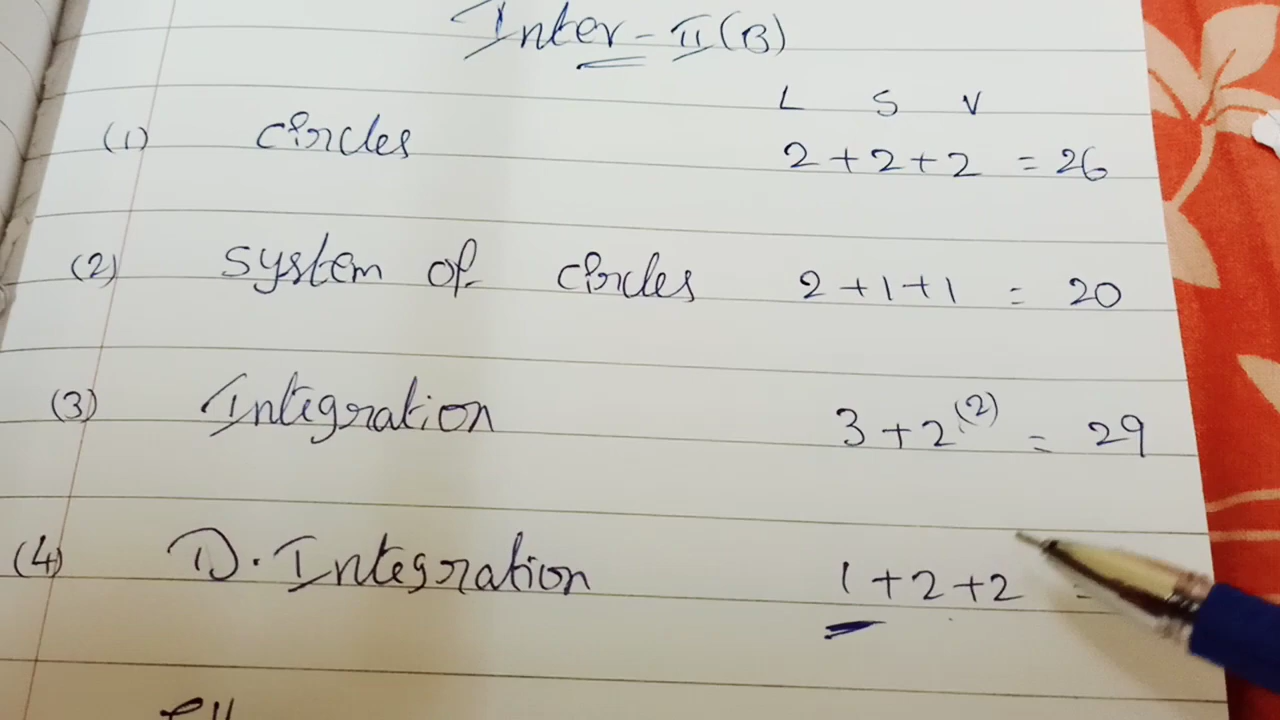 Inter - II(B)
L S V
(1) circles 2 + 2 + 2 = 26
(2) system of circles 2 + 1 + 1 = 20
(3) Integration 3 + 2(2) = 29
(4) D. Integration 1 + 2 + 2 =